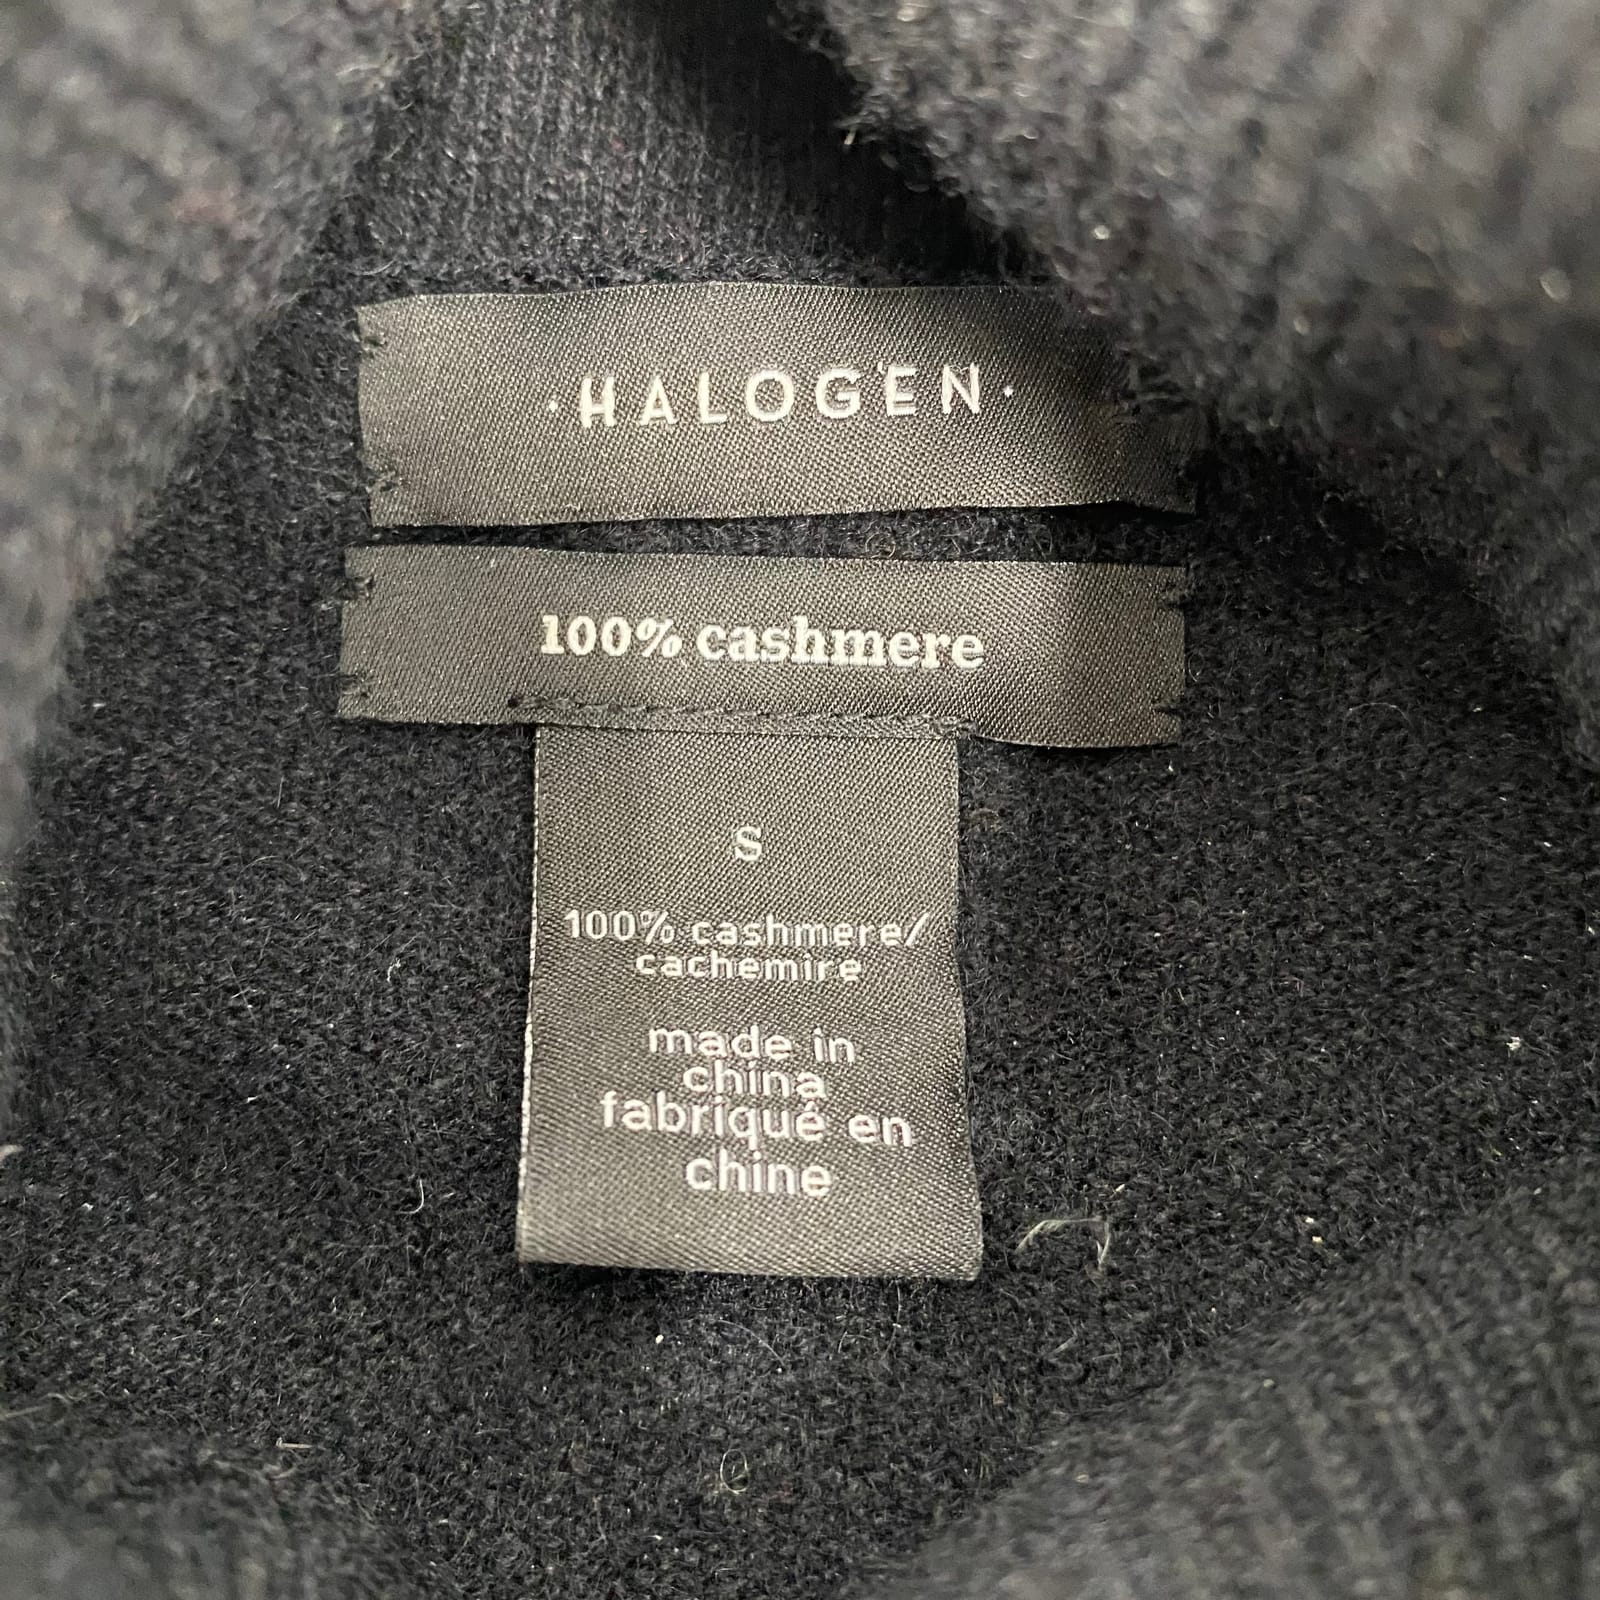 ·HALOGEN·
100% cashmere
S
100% cashmere/
cachemire
made in
china
fabriqué en
chine